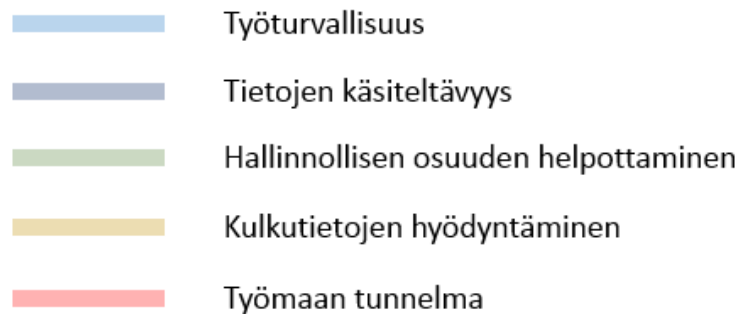 Työturvallisuus
Tietojen käsiteltävyys
Hallinnollisen osuuden helpottaminen
Kulkutietojen hyödyntäminen
Työmaan tunnelma